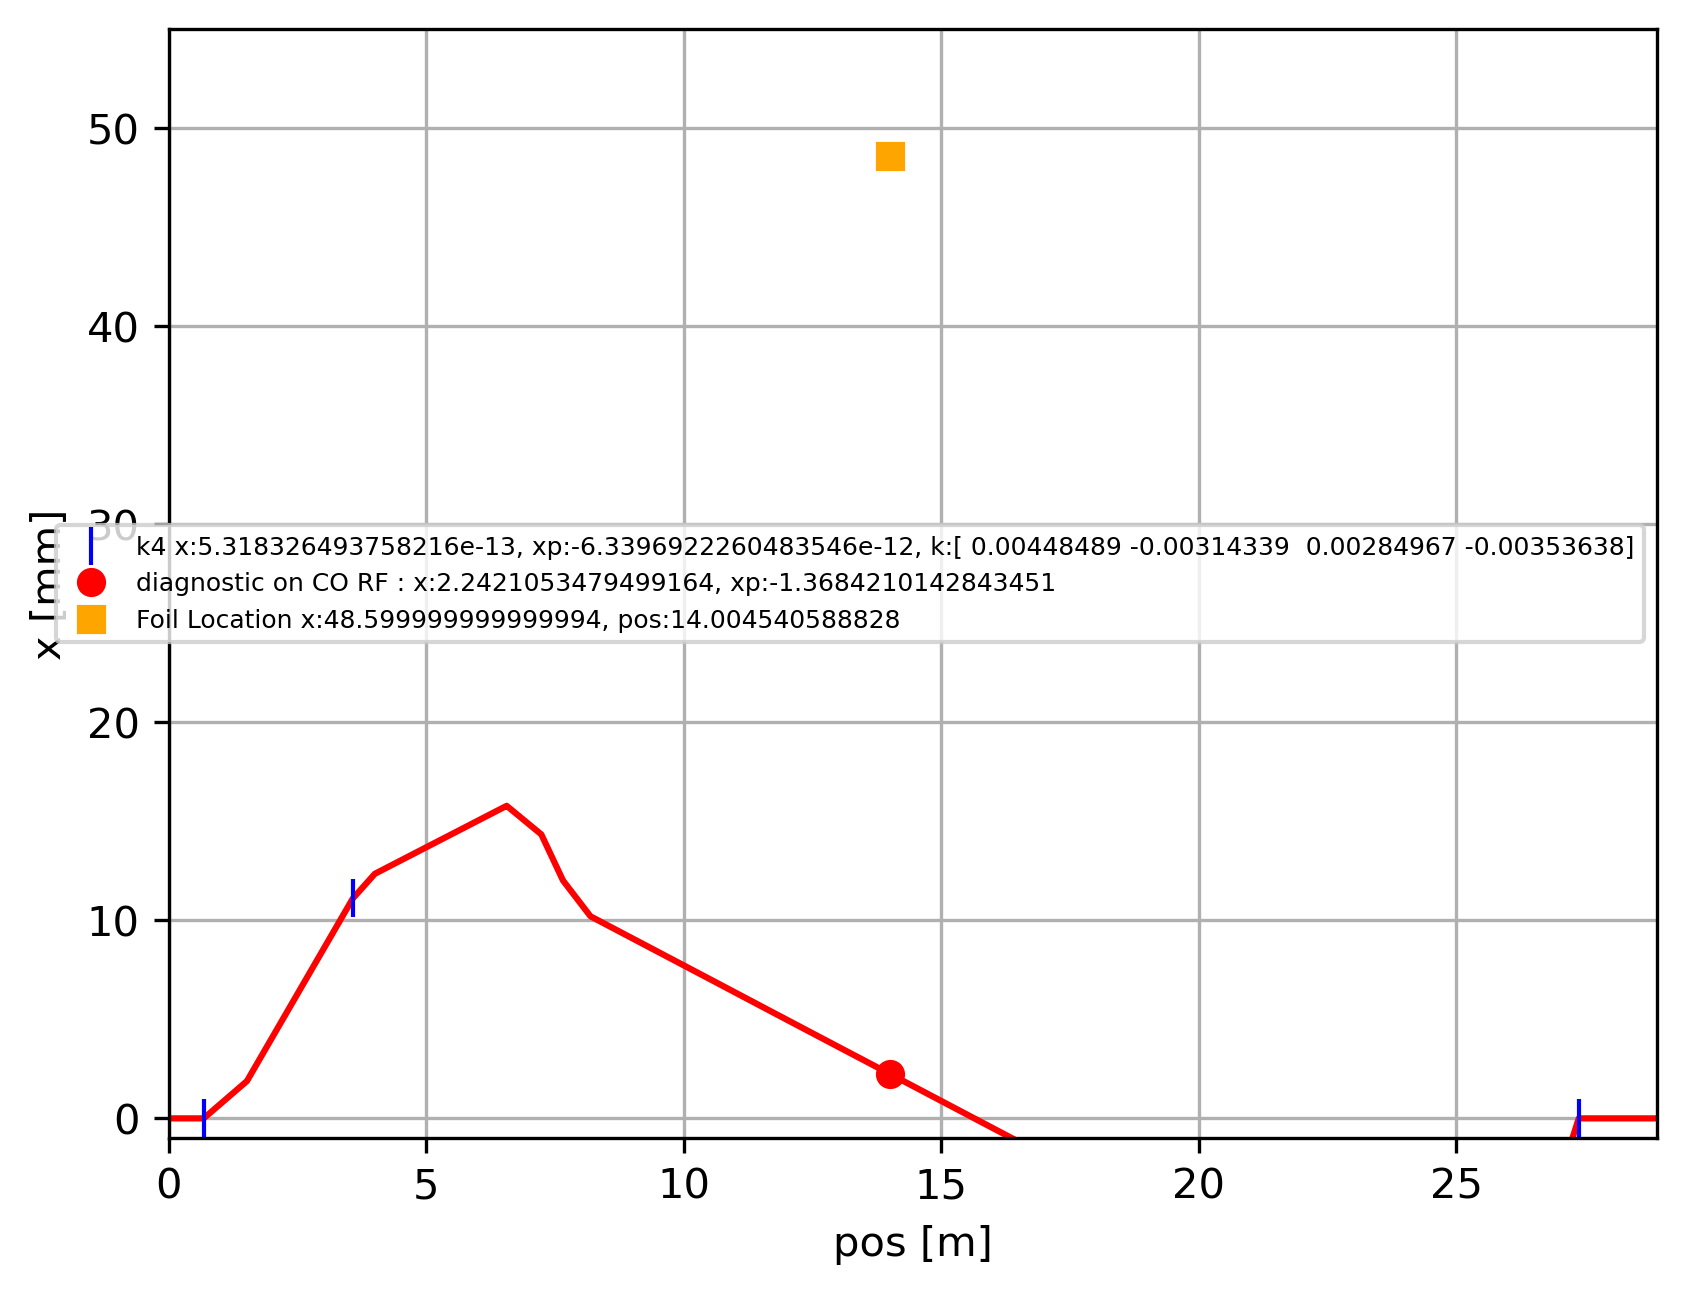 50
40
30
x [mm]
k4 x:5.318326493758216e-13, xp:-6.3396922260483546e-12, k:[ 0.00448489 -0.00314339  0.00284967 -0.00353638]
diagnostic on CO RF : x:2.2421053479499164, xp:-1.3684210142843451
Foil Location x:48.599999999999994, pos:14.004540588828
20
10
0
0 5 10 15 20 25
pos [m]